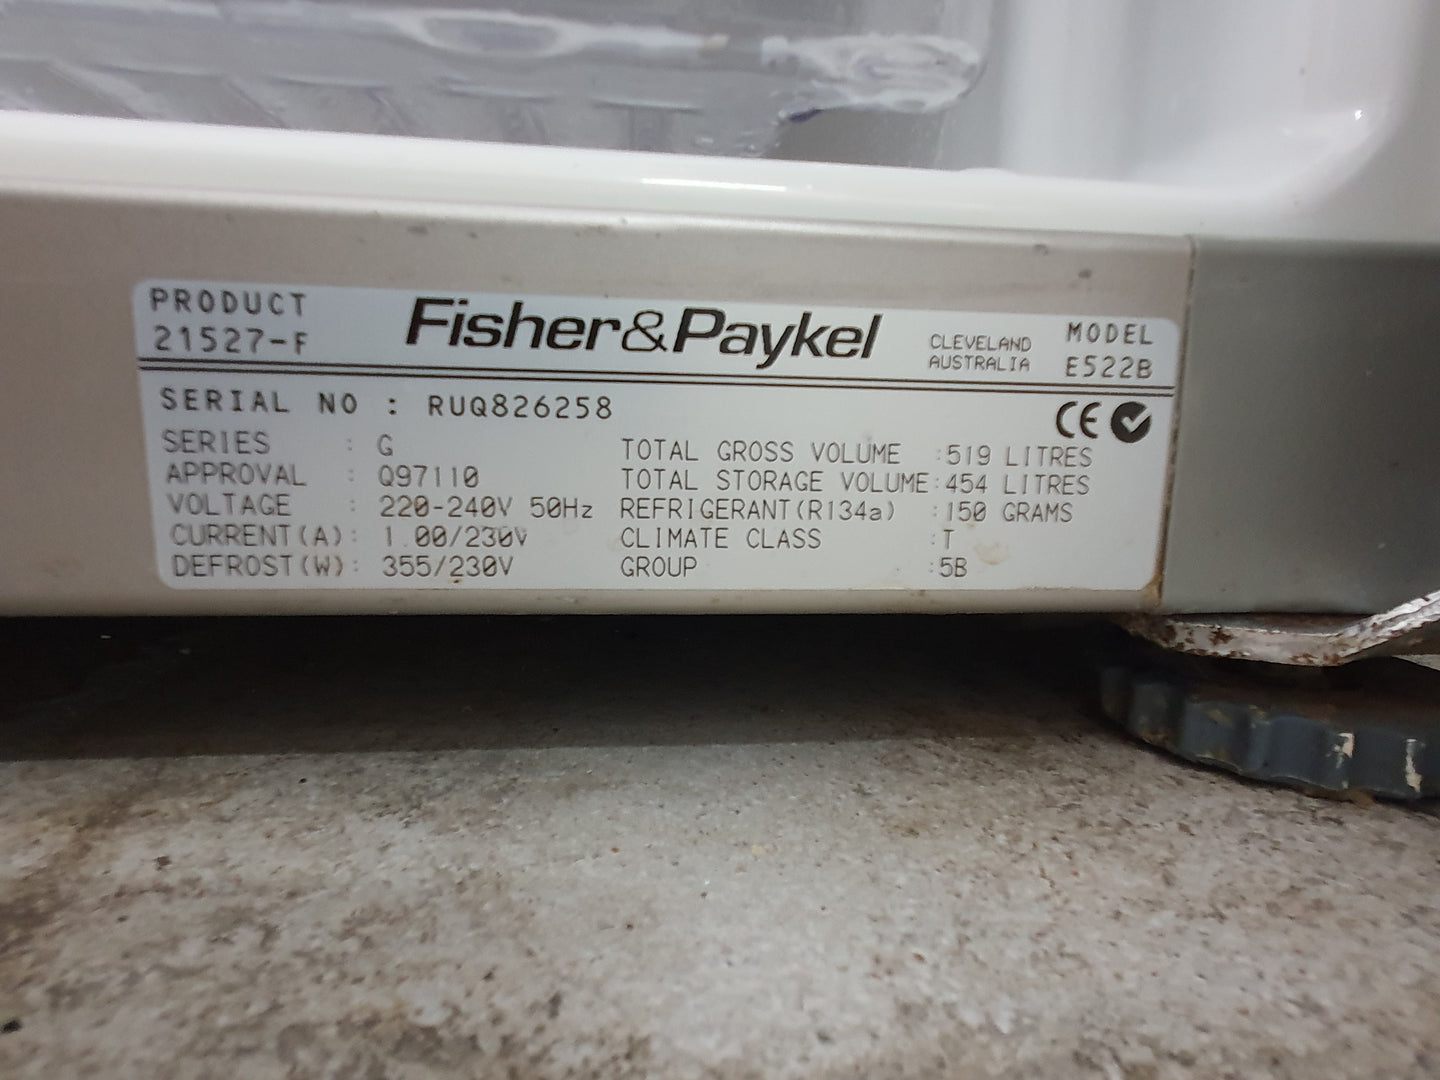 PRODUCT
21527-F
Fisher&Paykel
CLEVELAND
AUSTRALIA
MODEL
E522B
SERIAL NO : RUQ826258
SERIES : G
APPROVAL : Q97110
VOLTAGE : 220-240V 50Hz
CURRENT(A): 1.00/230V
DEFROST(W): 355/230V
TOTAL GROSS VOLUME :519 LITRES
TOTAL STORAGE VOLUME:454 LITRES
REFRIGERANT(R134a) :150 GRAMS
CLIMATE CLASS :T
GROUP :5B
CE